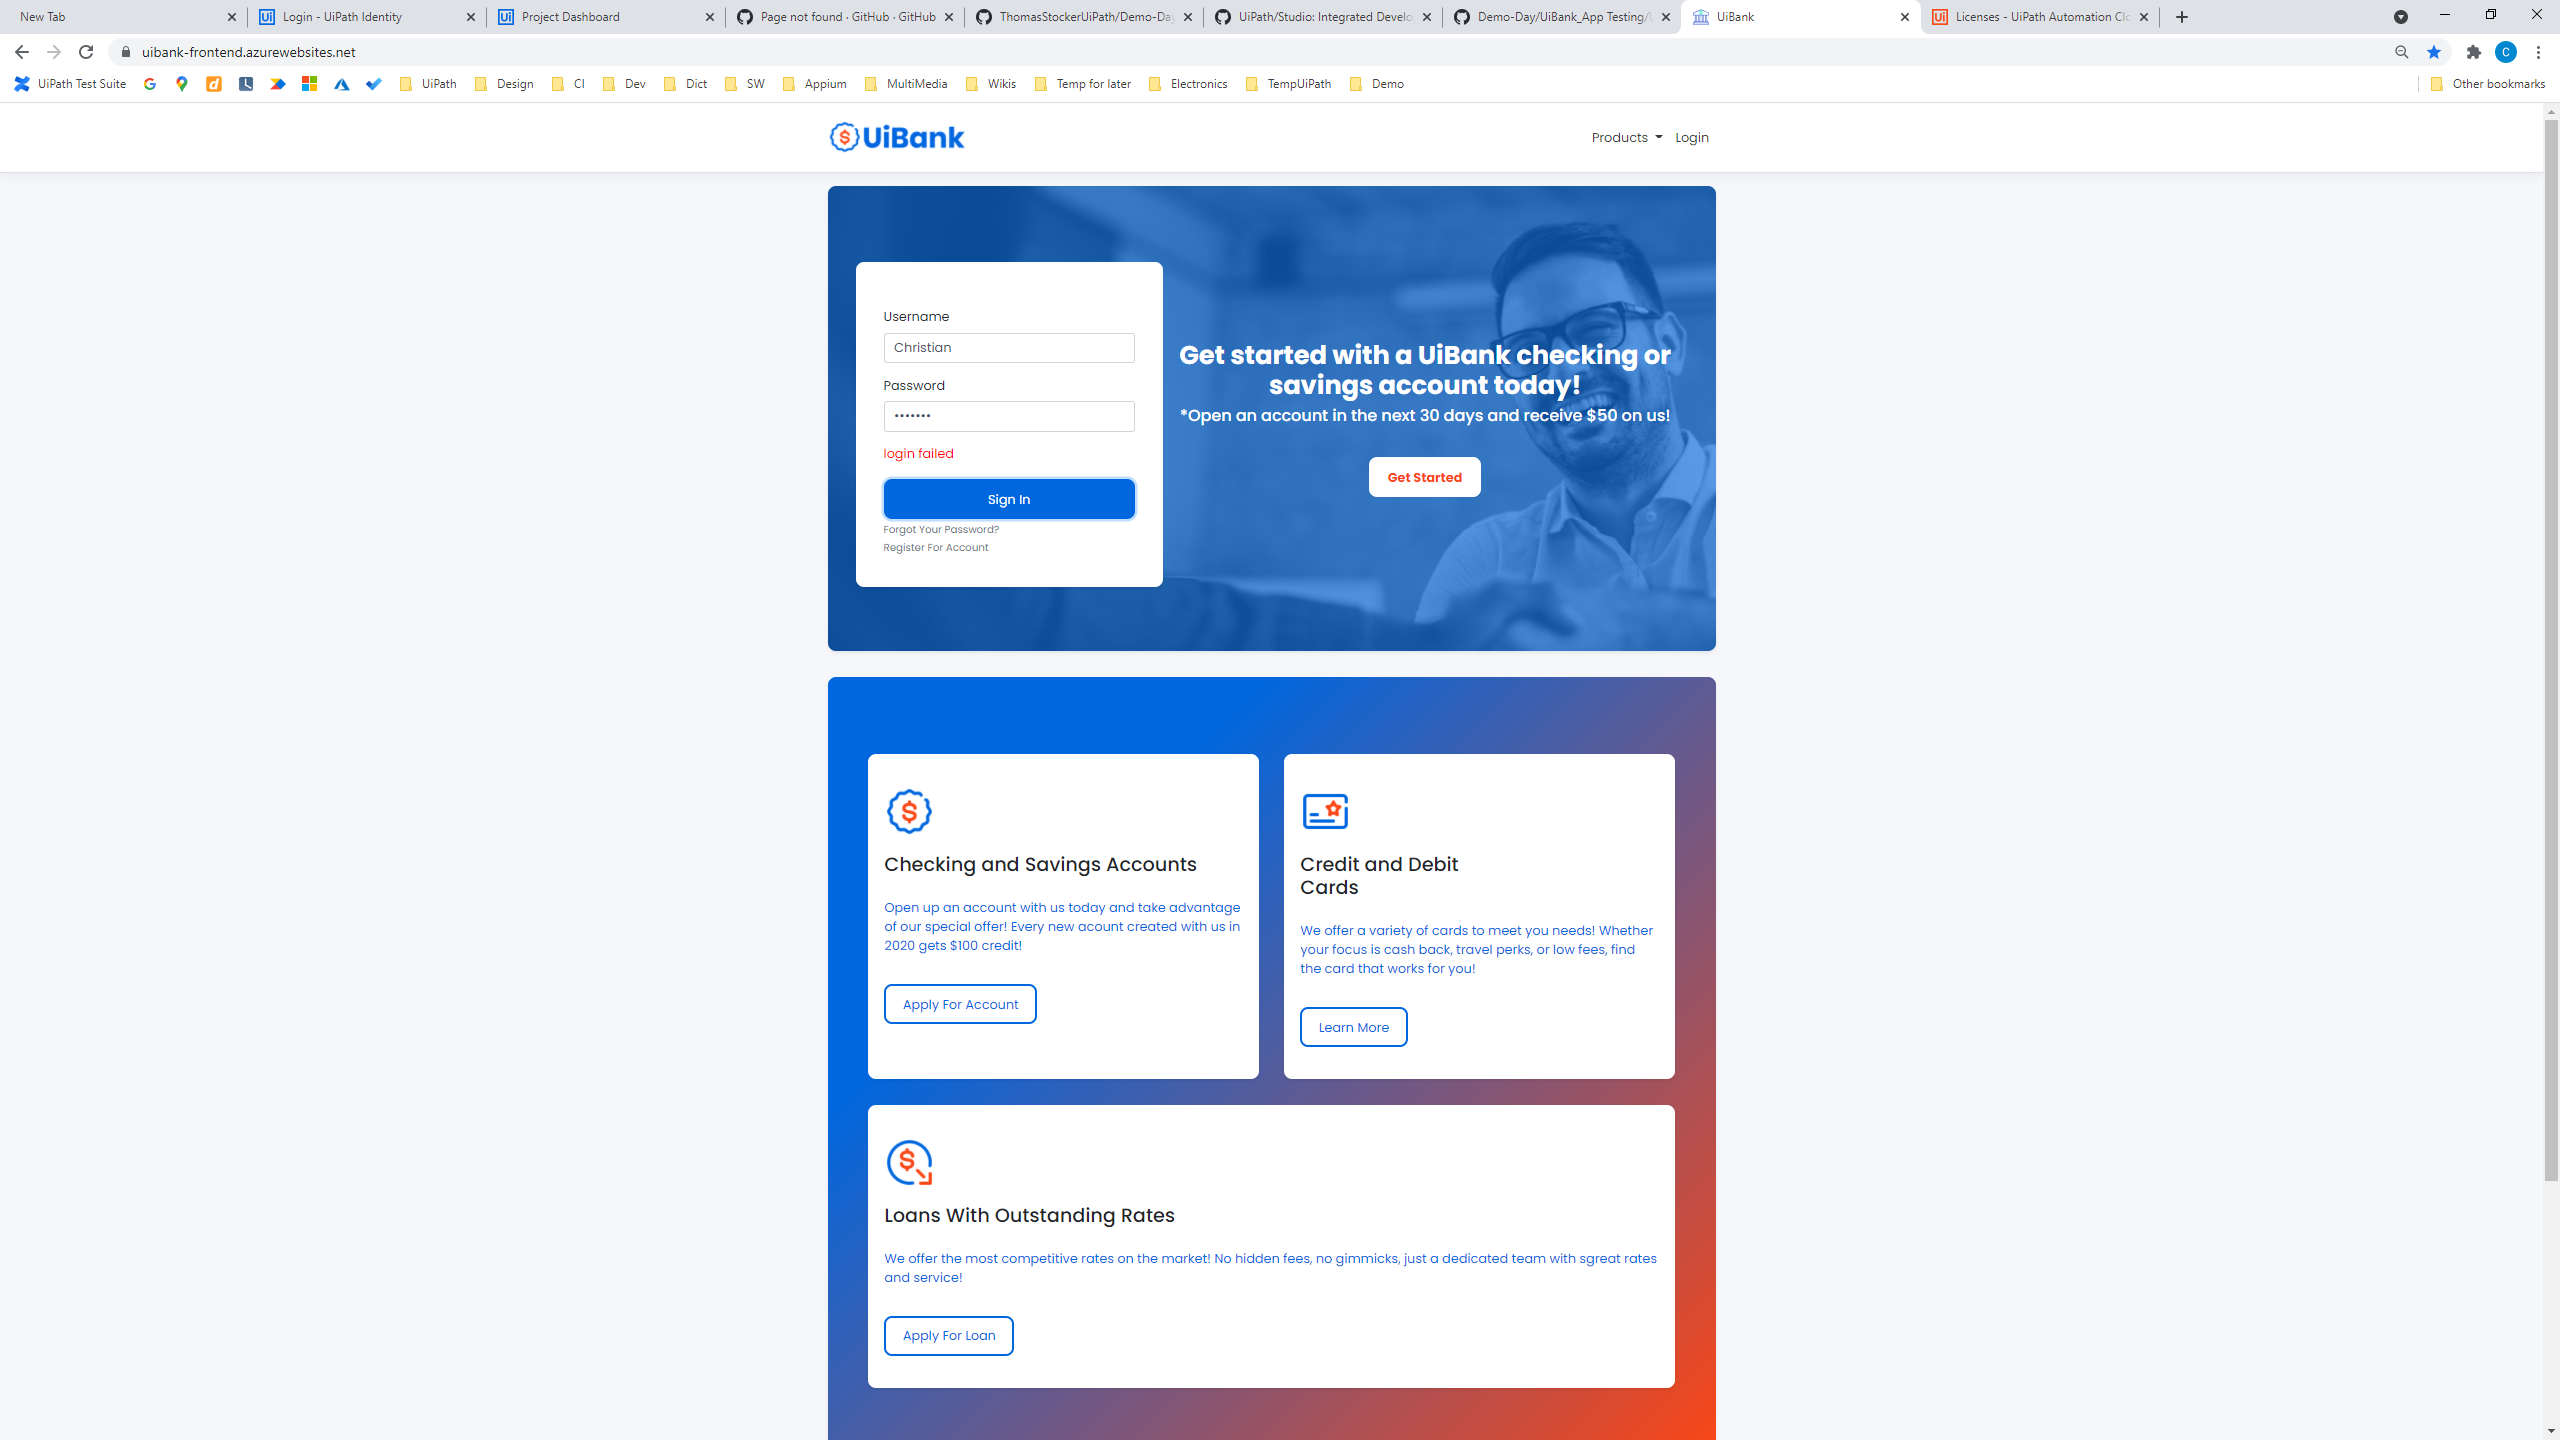 New Tab
Login - UiPath Identity
Project Dashboard
Page not found · GitHub · GitHub
ThomasStockerUiPath/Demo-Day
UiPath/Studio: Integrated Develo
Demo-Day/UiBank_App Testing/
UiBank
Licenses - UiPath Automation Clo
uibank-frontend.azurewebsites.net
C
UiPath Test Suite
UiPath
Design
CI
Dev
Dict
SW
Appium
MultiMedia
Wikis
Temp for later
Electronics
TempUiPath
Demo
Other bookmarks
UiBank
Products
Login
Username
Christian
Password
•••••••
login failed
Sign In
Forgot Your Password?
Register For Account
Get started with a UiBank checking or
savings account today!
*Open an account in the next 30 days and receive $50 on us!
Get Started
Checking and Savings Accounts
Open up an account with us today and take advantage
of our special offer! Every new acount created with us in
2020 gets $100 credit!
Apply For Account
Credit and Debit
Cards
We offer a variety of cards to meet you needs! Whether
your focus is cash back, travel perks, or low fees, find
the card that works for you!
Learn More
Loans With Outstanding Rates
We offer the most competitive rates on the market! No hidden fees, no gimmicks, just a dedicated team with sgreat rates
and service!
Apply For Loan